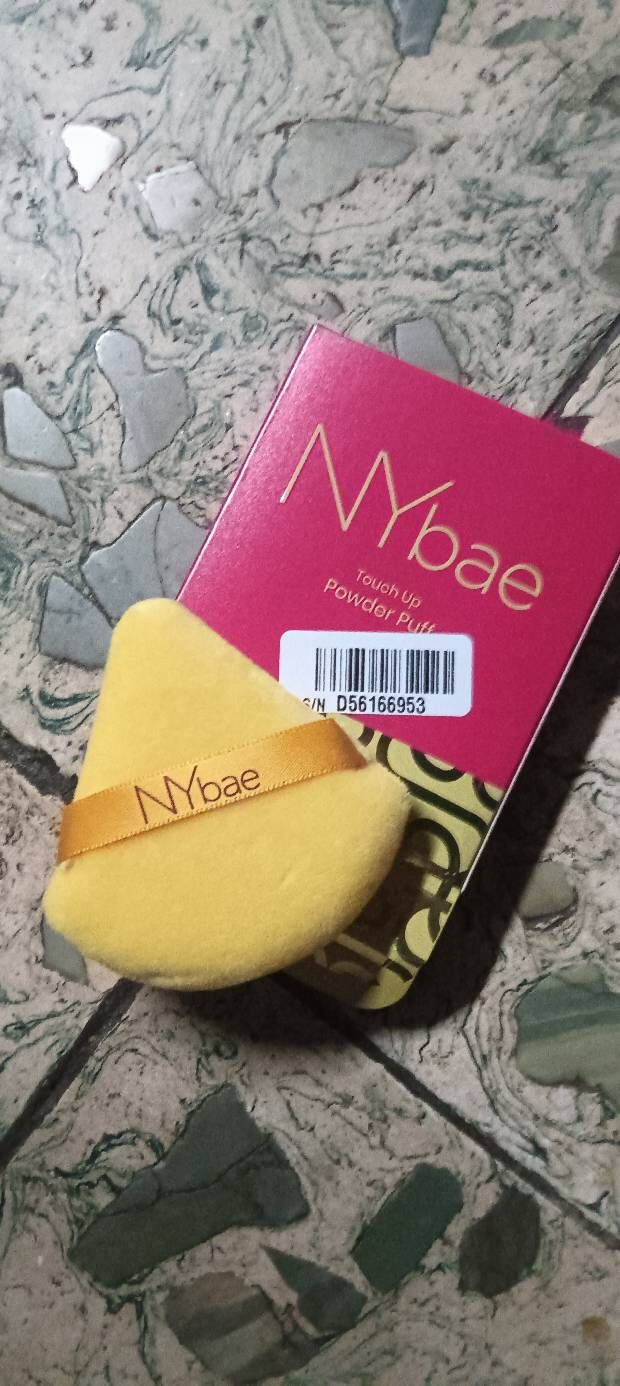 NYbae
Touch Up
Powder Puff
S/N D56166953
NYbae